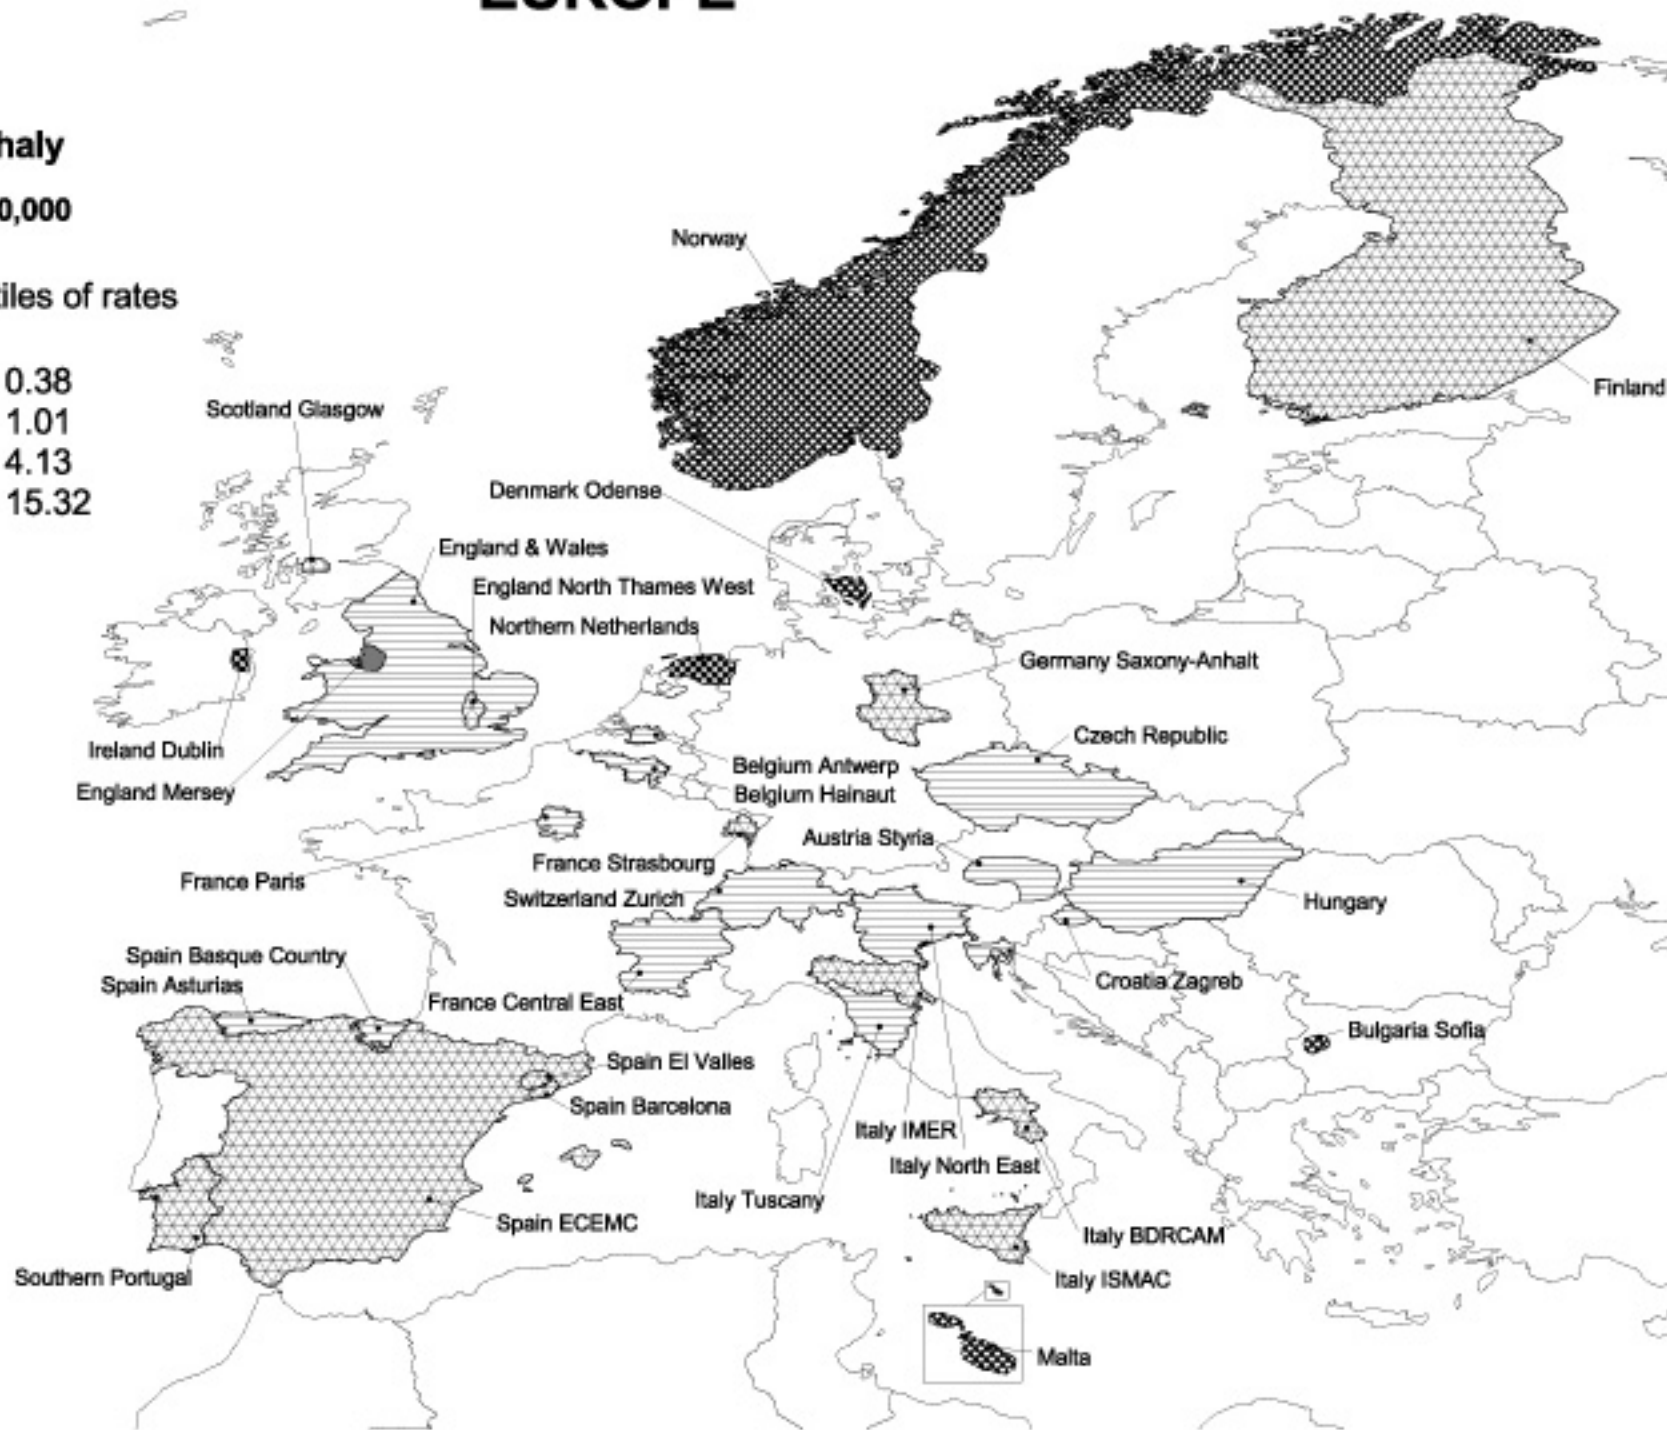 EUROPE
haly
0,000
tiles of rates
0.38
1.01
4.13
15.32
Norway
Finland
Scotland Glasgow
Denmark Odense
England & Wales
England North Thames West
Northern Netherlands
Germany Saxony-Anhalt
Ireland Dublin
Czech Republic
England Mersey
Belgium Antwerp
Belgium Hainaut
Austria Styria
France Strasbourg
France Paris
Switzerland Zurich
Hungary
Spain Basque Country
Spain Asturias
Croatia Zagreb
France Central East
Bulgaria Sofia
Spain El Valles
Spain Barcelona
Italy IMER
Italy North East
Italy Tuscany
Spain ECEMC
Italy BDRCAM
Southern Portugal
Italy ISMAC
Malta